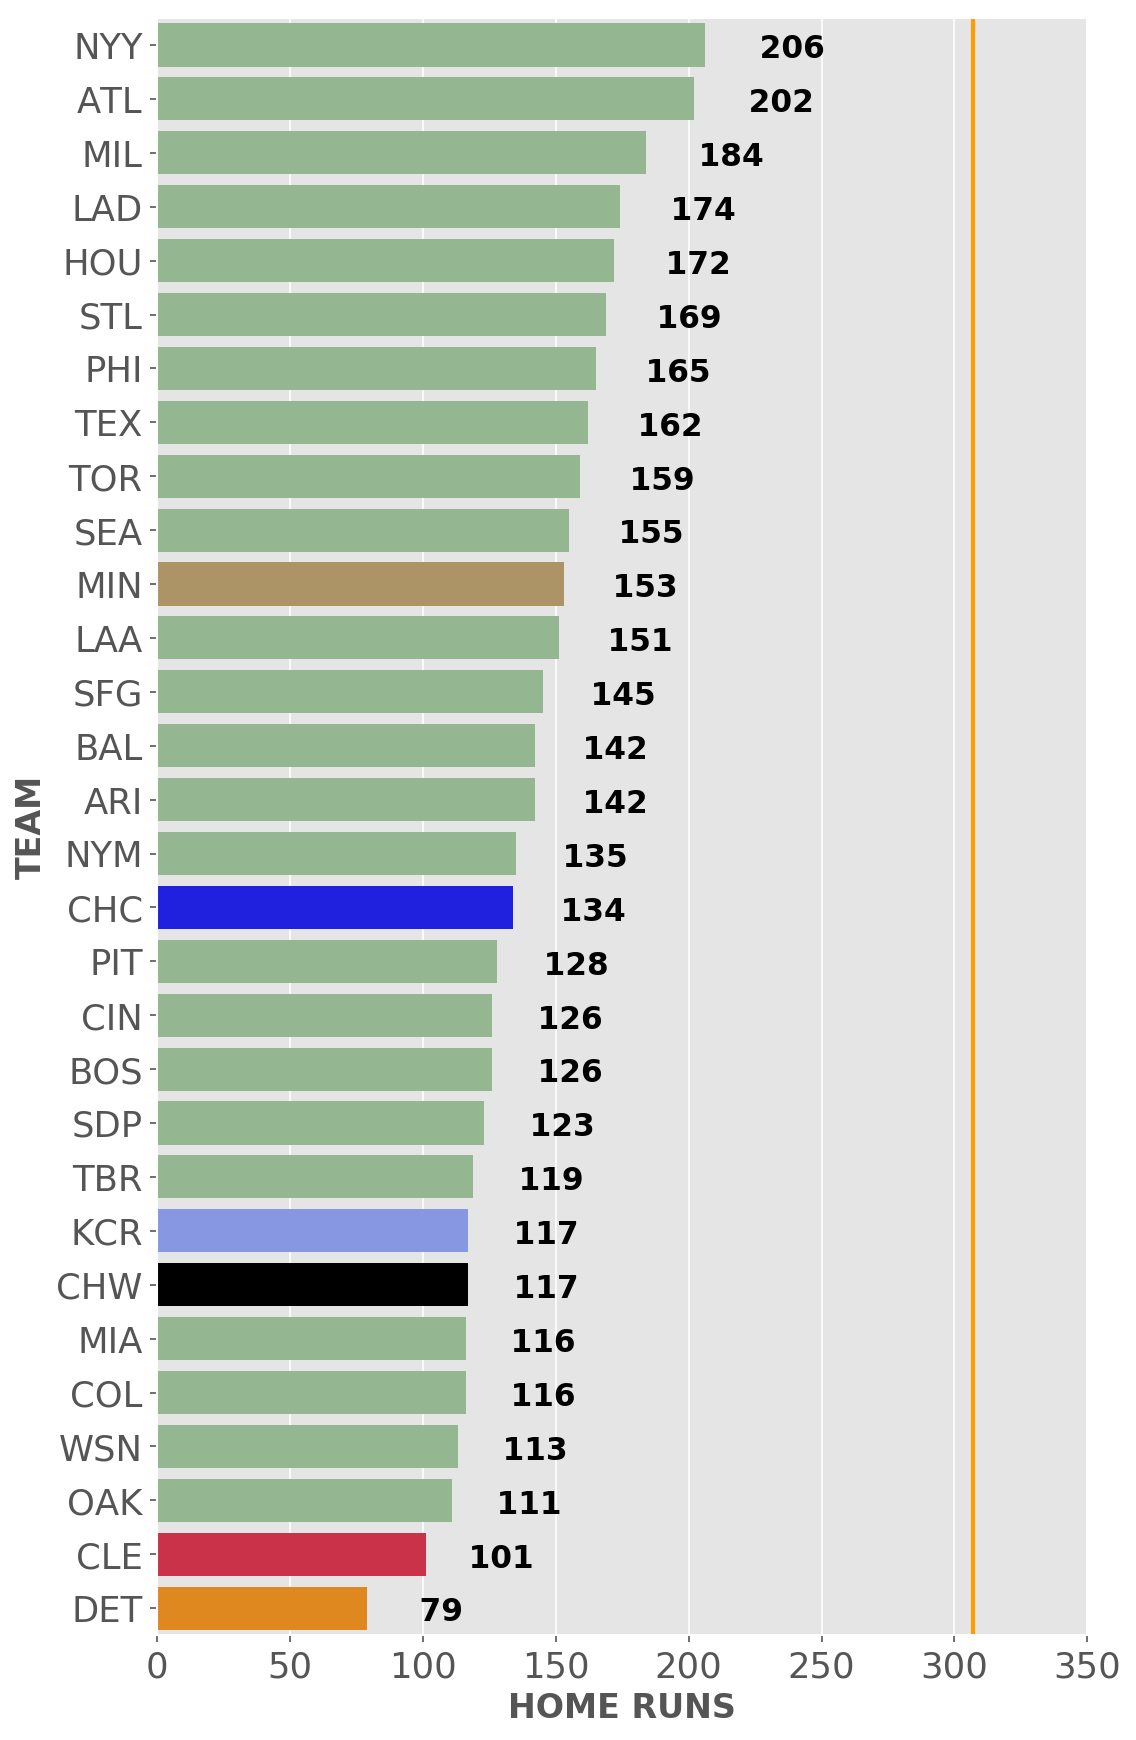 NYY 206
ATL 202
MIL 184
LAD 174
HOU 172
STL 169
PHI 165
TEX 162
TOR 159
SEA 155
MIN 153
LAA 151
SFG 145
BAL 142
ARI 142
NYM 135
CHC 134
PIT 128
CIN 126
BOS 126
SDP 123
TBR 119
KCR 117
CHW 117
MIA 116
COL 116
WSN 113
OAK 111
CLE 101
DET 79
TEAM
0 50 100 150 200 250 300 350
HOME RUNS